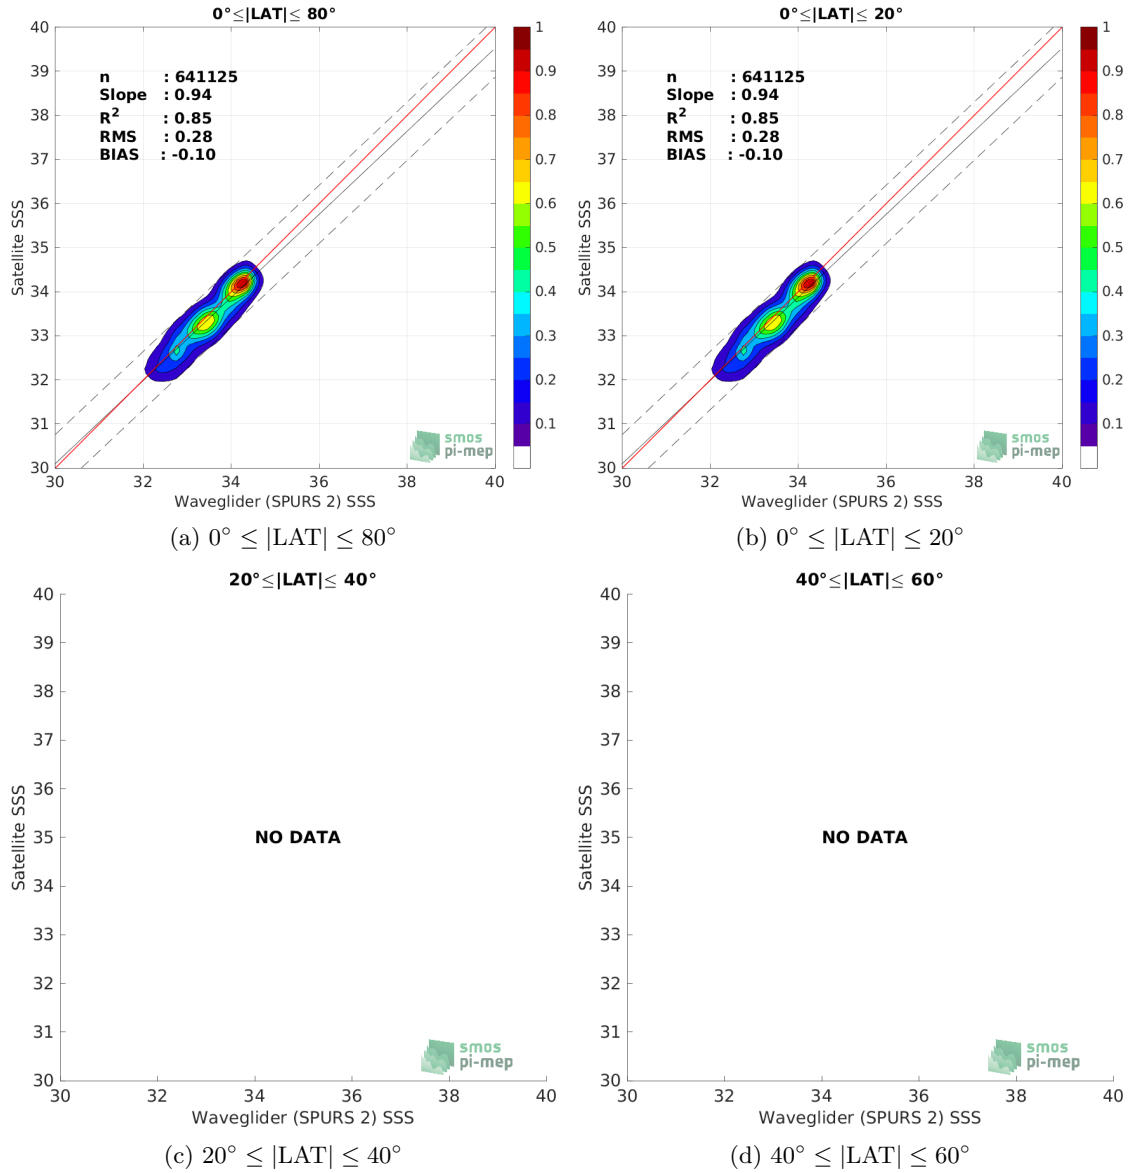 0°≤|LAT|≤ 80°
40
39
38
37
36
35
34
33
32
31
30
Satellite SSS
n : 641125
Slope : 0.94
R² : 0.85
RMS : 0.28
BIAS : -0.10
smos
pi-mep
30 32 34 36 38 40
Waveglider (SPURS 2) SSS
1
0.9
0.8
0.7
0.6
0.5
0.4
0.3
0.2
0.1
(a) 0° ≤ |LAT| ≤ 80°
0°≤|LAT|≤ 20°
40
39
38
37
36
35
34
33
32
31
30
Satellite SSS
n : 641125
Slope : 0.94
R² : 0.85
RMS : 0.28
BIAS : -0.10
smos
pi-mep
30 32 34 36 38 40
Waveglider (SPURS 2) SSS
1
0.9
0.8
0.7
0.6
0.5
0.4
0.3
0.2
0.1
(b) 0° ≤ |LAT| ≤ 20°
20°≤|LAT|≤ 40°
40
39
38
37
36
35
34
33
32
31
30
Satellite SSS
NO DATA
smos
pi-mep
30 32 34 36 38 40
Waveglider (SPURS 2) SSS
(c) 20° ≤ |LAT| ≤ 40°
40°≤|LAT|≤ 60°
40
39
38
37
36
35
34
33
32
31
30
Satellite SSS
NO DATA
smos
pi-mep
30 32 34 36 38 40
Waveglider (SPURS 2) SSS
(d) 40° ≤ |LAT| ≤ 60°